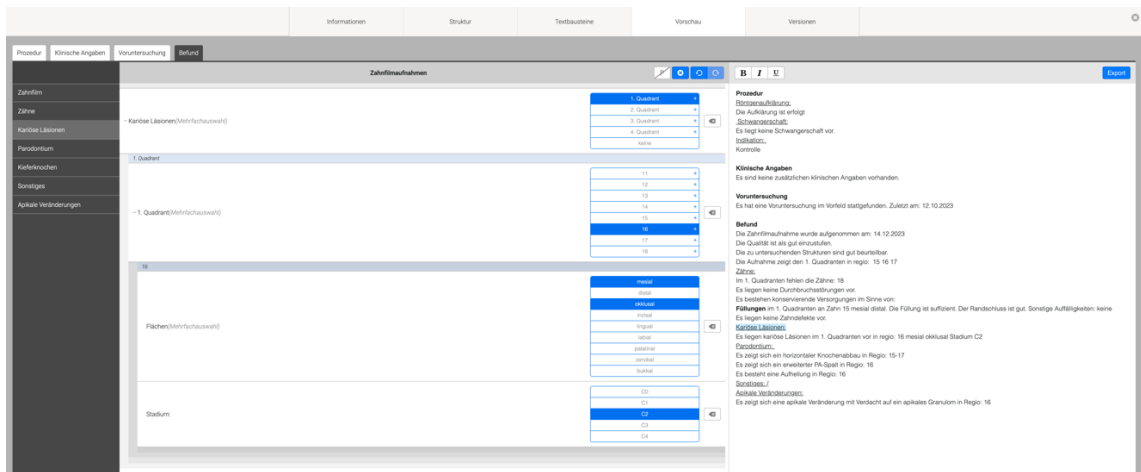 Informationen
Struktur
Textbausteine
Vorschau
Versionen
Prozedur
Klinische Angaben
Voruntersuchung
Befund
Zahnfilm
Zähne
Kariöse Läsionen
Parodontium
Kieferknochen
Sonstiges
Apikale Veränderungen
Zahnfilmaufnahmen
– Kariöse Läsionen(Mehrfachauswahl)
1. Quadrant +
2. Quadrant +
3. Quadrant +
4. Quadrant +
keine
1. Quadrant
– 1. Quadrant(Mehrfachauswahl)
11 +
12 +
13 +
14 +
15 +
16 +
17 +
18 +
16
Flächen(Mehrfachauswahl)
mesial
distal
okklusal
inzisal
lingual
labial
palatinal
zervikal
bukkal
Stadium:
C0
C1
C2
C3
C4
B I U
Export
Prozedur
Röntgenaufklärung:
Die Aufklärung ist erfolgt
Schwangerschaft:
Es liegt keine Schwangerschaft vor.
Indikation:
Kontrolle
Klinische Angaben
Es sind keine zusätzlichen klinischen Angaben vorhanden.
Voruntersuchung
Es hat eine Voruntersuchung im Vorfeld stattgefunden. Zuletzt am: 12.10.2023
Befund
Die Zahnfilmaufnahme wurde aufgenommen am: 14.12.2023
Die Qualität ist als gut einzustufen.
Die zu untersuchenden Strukturen sind gut beurteilbar.
Die Aufnahme zeigt den 1. Quadranten in regio: 15 16 17
Zähne:
Im 1. Quadranten fehlen die Zähne: 18
Es liegen keine Durchbruchsstörungen vor.
Es bestehen konservierende Versorgungen im Sinne von:
Füllungen im 1. Quadranten an Zahn 15 mesial distal. Die Füllung ist suffizient. Der Randschluss ist gut. Sonstige Auffälligkeiten: keine
Es liegen keine Zahndefekte vor.
Kariöse Läsionen:
Es liegen kariöse Läsionen im 1. Quadranten vor in regio: 16 mesial okklusal Stadium C2
Parodontium:
Es zeigt sich ein horizontaler Knochenabbau in Regio: 15-17
Es zeigt sich ein erweiterter PA-Spalt in Regio: 16
Es besteht eine Aufhellung in Regio: 16
Sonstiges: /
Apikale Veränderungen:
Es zeigt sich eine apikale Veränderung mit Verdacht auf ein apikales Granulom in Regio: 16